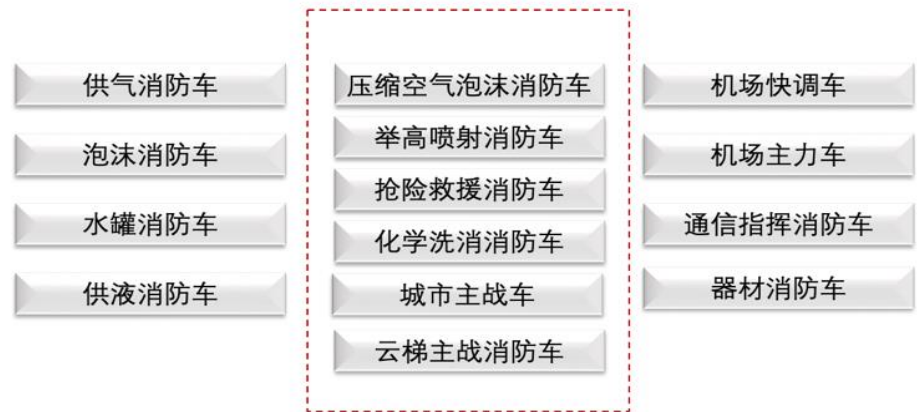 供气消防车
泡沫消防车
水罐消防车
供液消防车
压缩空气泡沫消防车
举高喷射消防车
抢险救援消防车
化学洗消消防车
城市主战车
云梯主战消防车
机场快调车
机场主力车
通信指挥消防车
器材消防车